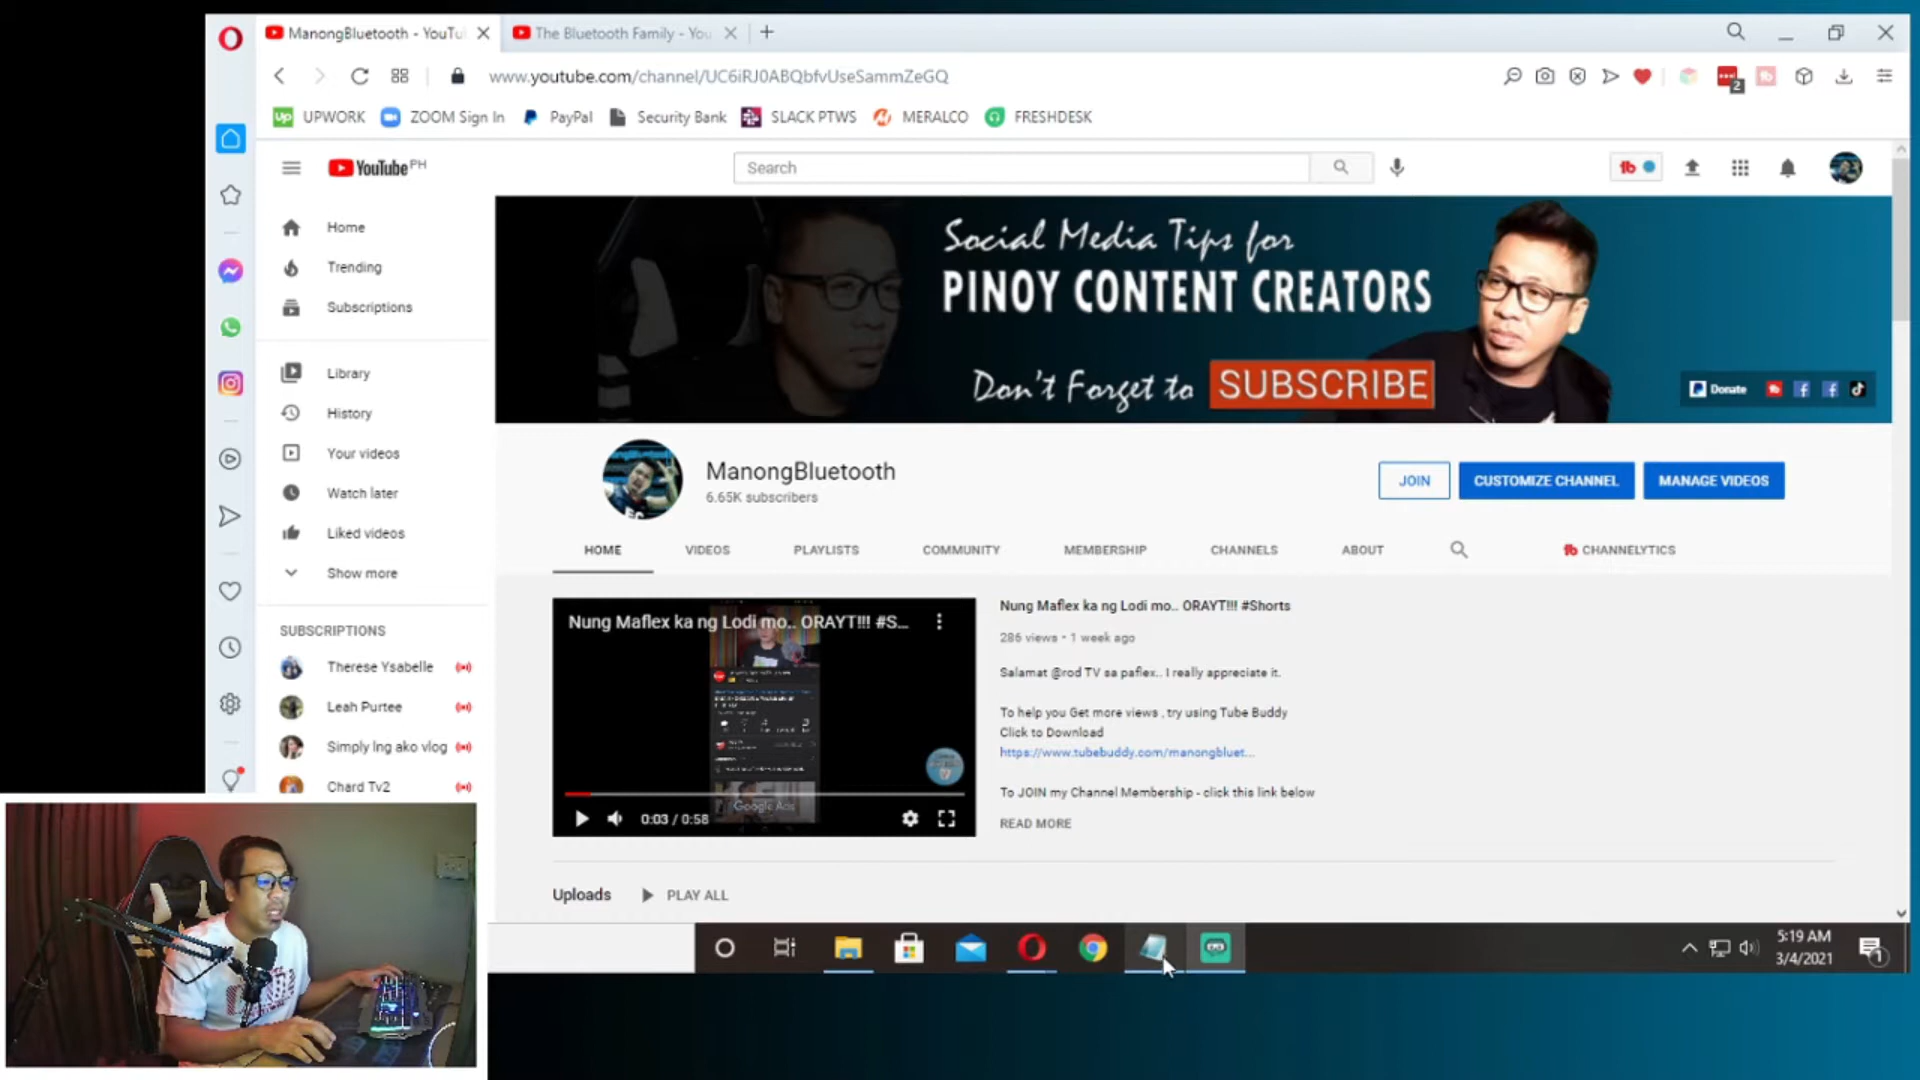 ManongBluetooth - YouTu
The Bluetooth Family - You
www.youtube.com/channel/UC6iRJ0ABQbfvUseSammZeGQ
2
UPWORK
ZOOM Sign In
PayPal
Security Bank
SLACK PTWS
MERALCO
FRESHDESK
YouTube PH
Search
Home
Trending
Subscriptions
Library
History
Your videos
Watch later
Liked videos
Show more
SUBSCRIPTIONS
Therese Ysabelle
Leah Purtee
Simply Ing ako vlog
Chard Tv2
Social Media Tips for
PINOY CONTENT CREATORS
Don't Forget to SUBSCRIBE
Donate
ManongBluetooth
6.65K subscribers
JOIN
CUSTOMIZE CHANNEL
MANAGE VIDEOS
HOME
VIDEOS
PLAYLISTS
COMMUNITY
MEMBERSHIP
CHANNELS
ABOUT
CHANNELYTICS
Nung Maflex ka ng Lodi mo.. ORAYT!!! #S...
Google Ads
0:03 / 0:58
Nung Maflex ka ng Lodi mo.. ORAYT!!! #Shorts
286 views • 1 week ago
Salamat @rod TV sa paflex.. I really appreciate it.
To help you Get more views , try using Tube Buddy
Click to Download
https://www.tubebuddy.com/manongbluet...
To JOIN my Channel Membership - click this link below
READ MORE
Uploads
PLAY ALL
5:19 AM
3/4/2021
1